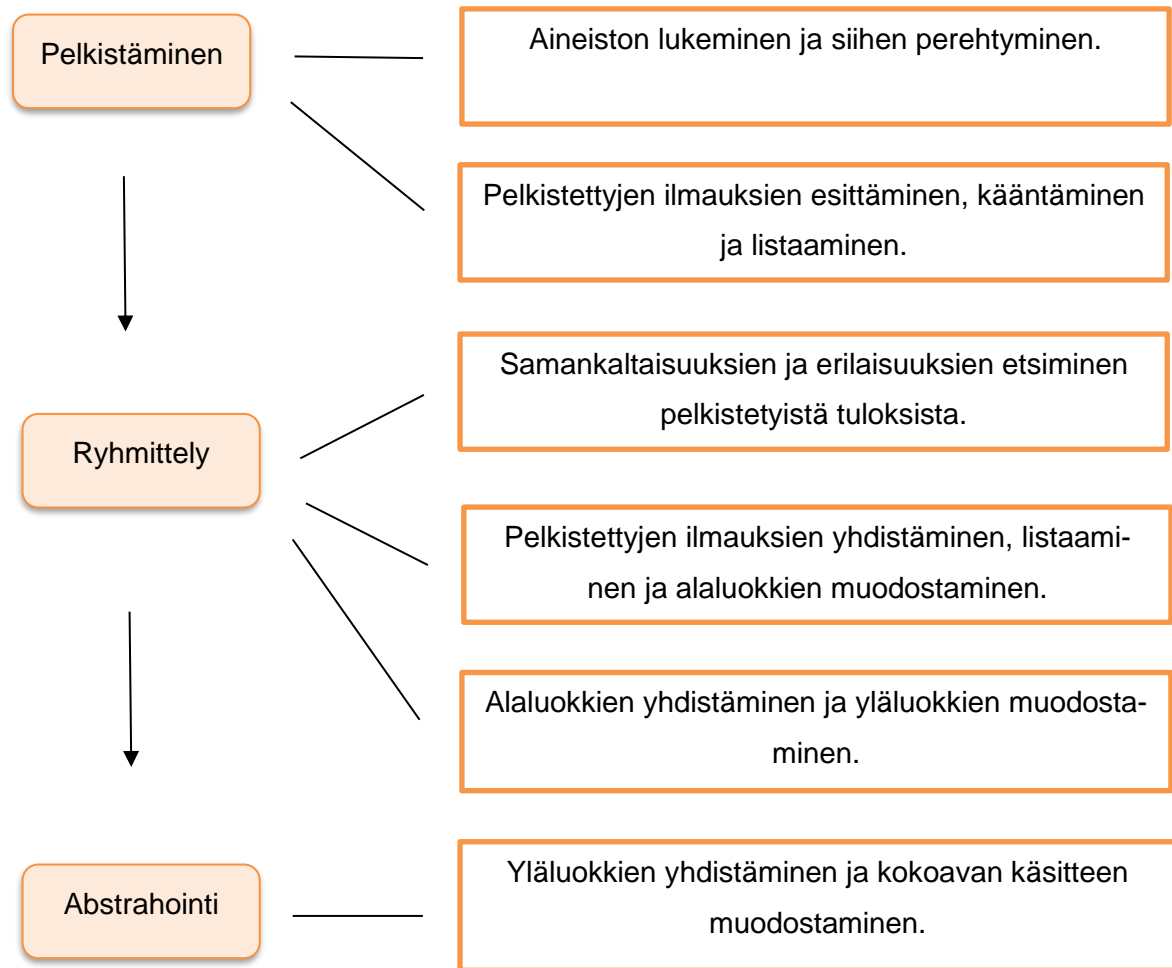 Pelkistäminen
Aineiston lukeminen ja siihen perehtyminen.
Pelkistettyjen ilmauksien esittäminen, kääntäminen
ja listaaminen.
Ryhmittely
Samankaltaisuuksien ja erilaisuuksien etsiminen
pelkistetyistä tuloksista.
Pelkistettyjen ilmauksien yhdistäminen, listaami-
nen ja alaluokkien muodostaminen.
Alaluokkien yhdistäminen ja yläluokkien muodosta-
minen.
Abstrahointi
Yläluokkien yhdistäminen ja kokoavan käsitteen
muodostaminen.